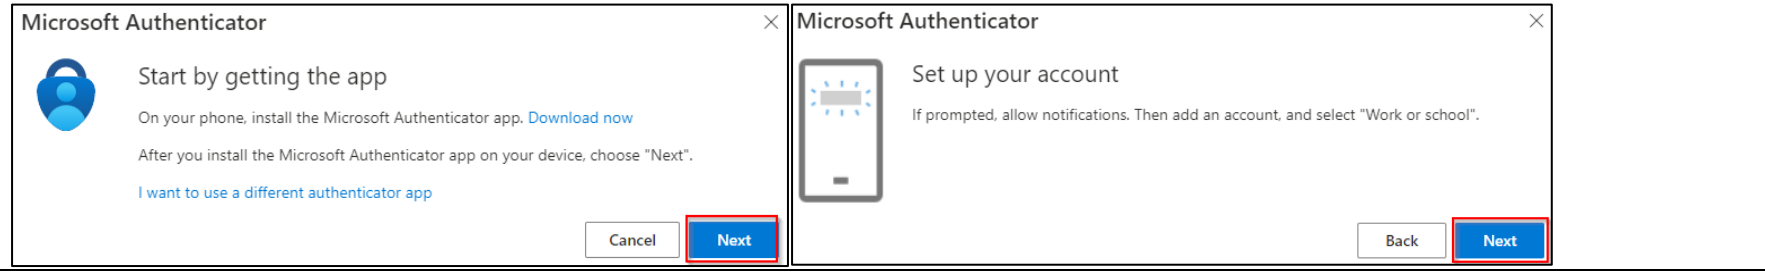 Microsoft Authenticator
Start by getting the app
On your phone, install the Microsoft Authenticator app. Download now
After you install the Microsoft Authenticator app on your device, choose "Next".
I want to use a different authenticator app
Cancel
Next
Microsoft Authenticator
Set up your account
If prompted, allow notifications. Then add an account, and select "Work or school".
Back
Next